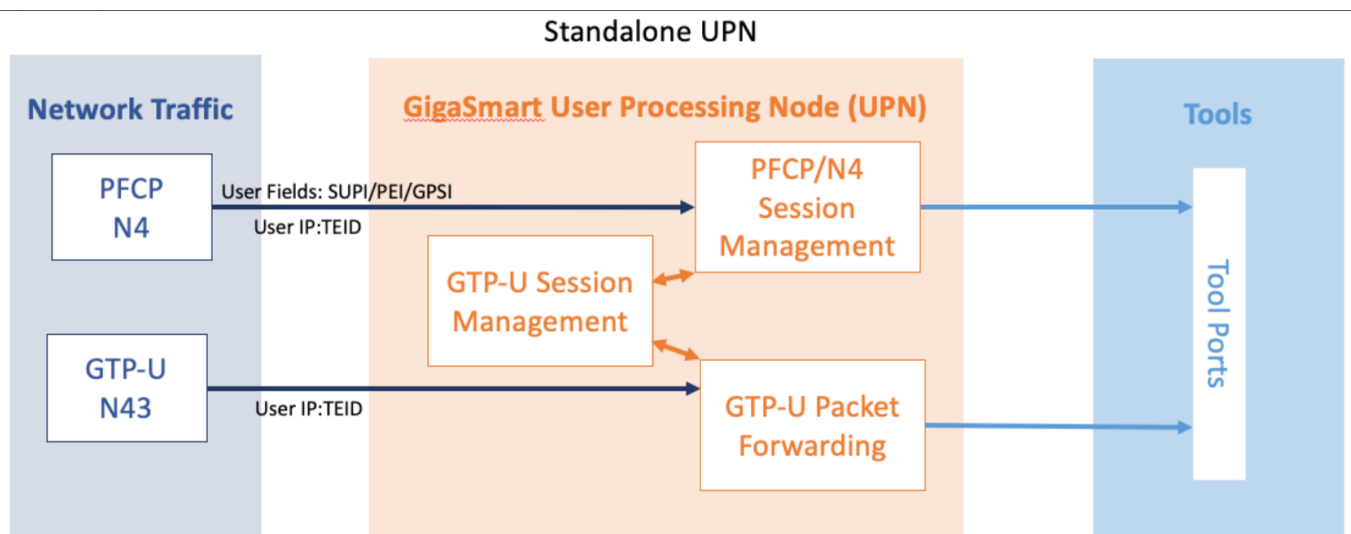 Standalone UPN
Network Traffic
PFCP
N4
User Fields: SUPI/PEI/GPSI
User IP:TEID
GTP-U
N43
User IP:TEID
GigaSmart User Processing Node (UPN)
PFCP/N4
Session
Management
GTP-U Session
Management
GTP-U Packet
Forwarding
Tools
Tool Ports